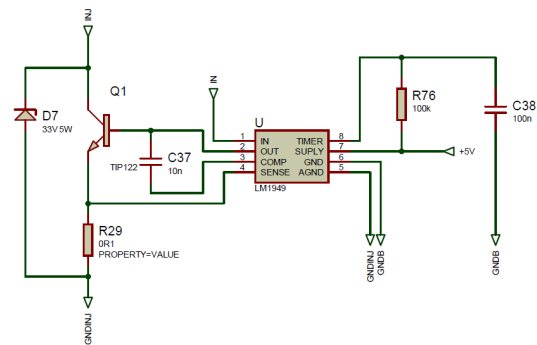 INJ
D7
33V 5W
Q1
TIP122
C37
10n
R29
0R1
PROPERTY=VALUE
GNDINJ
IN
U
1 IN TIMER 8
2 OUT SUPLY 7
3 COMP GND 6
4 SENSE AGND 5
LM1949
R76
100k
C38
100n
+5V
GNDINJ
GNDB
GNDB